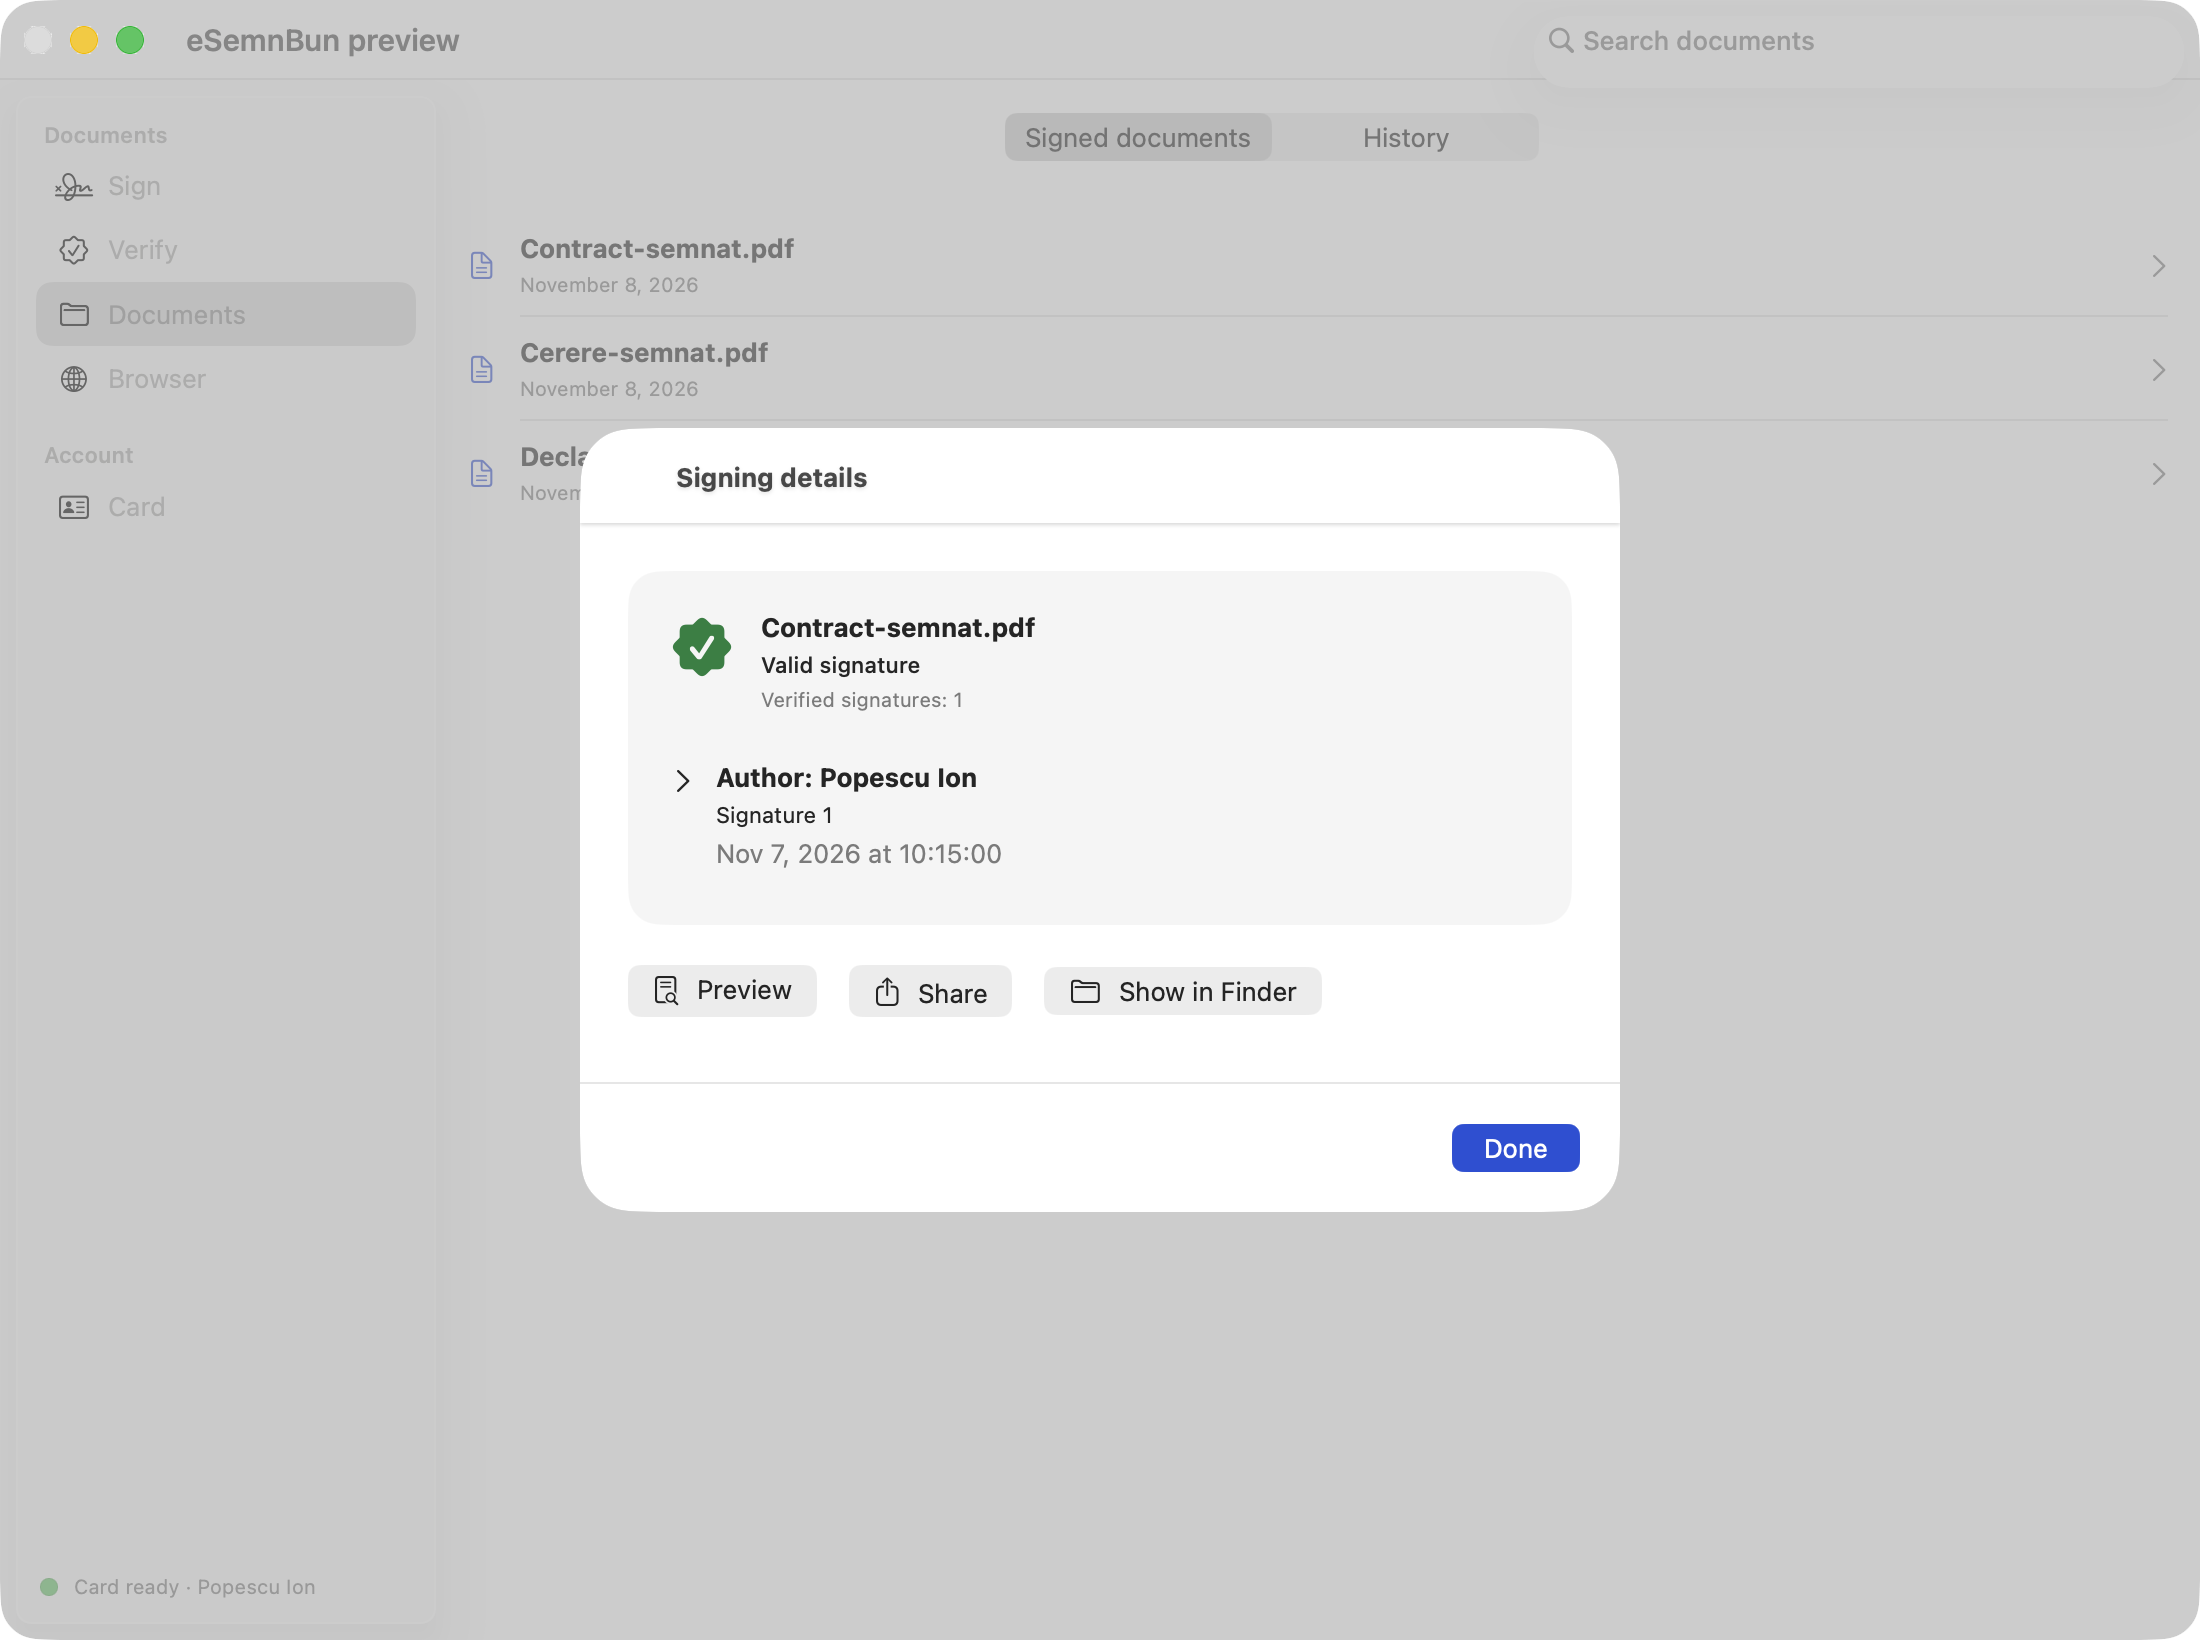 eSemnBun preview
Search documents
Documents
Sign
Verify
Documents
Browser
Account
Card
Card ready · Popescu Ion
Signed documents
History
Contract-semnat.pdf
November 8, 2026
Cerere-semnat.pdf
November 8, 2026
Decla
Novem
Signing details
Contract-semnat.pdf
Valid signature
Verified signatures: 1
Author: Popescu Ion
Signature 1
Nov 7, 2026 at 10:15:00
Preview
Share
Show in Finder
Done